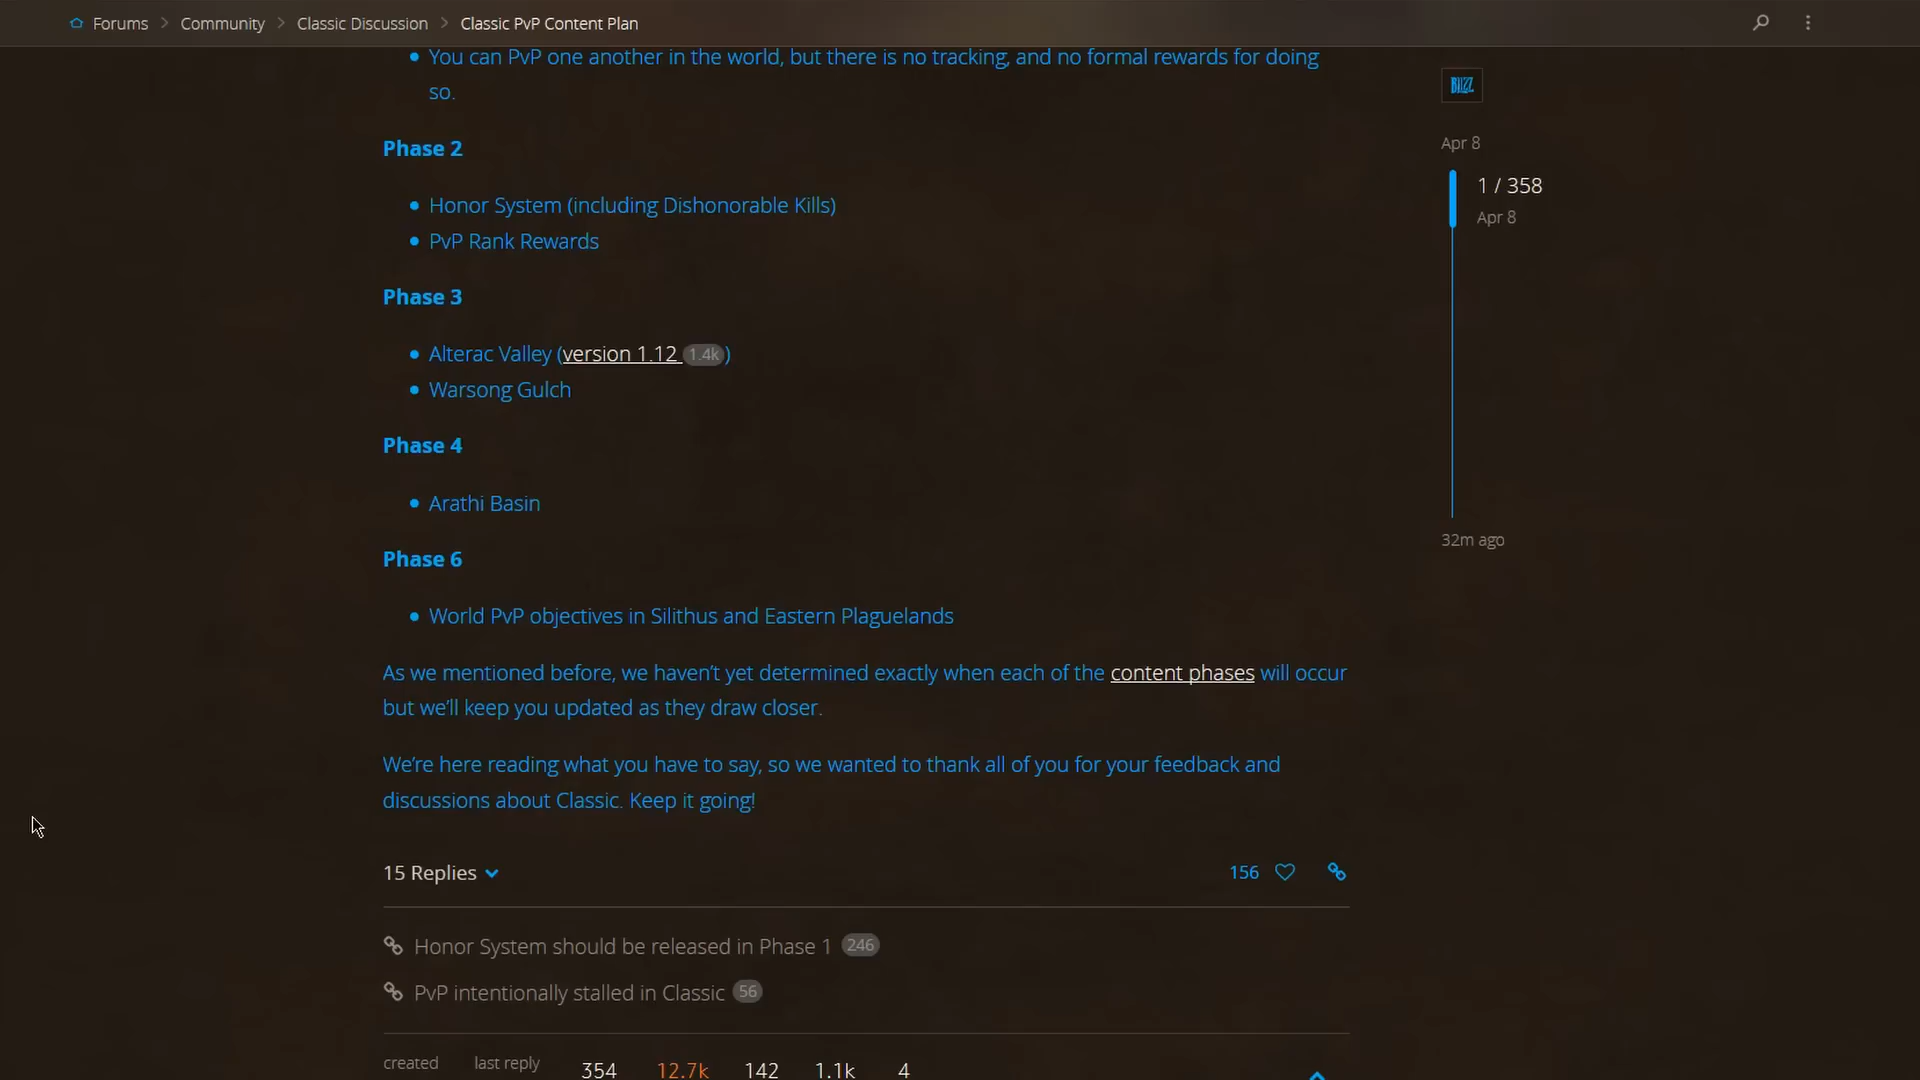 Forums > Community > Classic Discussion > Classic PvP Content Plan
You can PvP one another in the world, but there is no tracking, and no formal rewards for doing
so.
BLIZZ
Apr 8
1 / 358
Apr 8
32m ago
Phase 2
Honor System (including Dishonorable Kills)
PvP Rank Rewards
Phase 3
Alterac Valley (version 1.12 1.4k)
Warsong Gulch
Phase 4
Arathi Basin
Phase 6
World PvP objectives in Silithus and Eastern Plaguelands
As we mentioned before, we haven’t yet determined exactly when each of the content phases will occur
but we’ll keep you updated as they draw closer.
We’re here reading what you have to say, so we wanted to thank all of you for your feedback and
discussions about Classic. Keep it going!
15 Replies 156
Honor System should be released in Phase 1 246
PvP intentionally stalled in Classic 56
created last reply 354 12.7k 142 1.1k 4